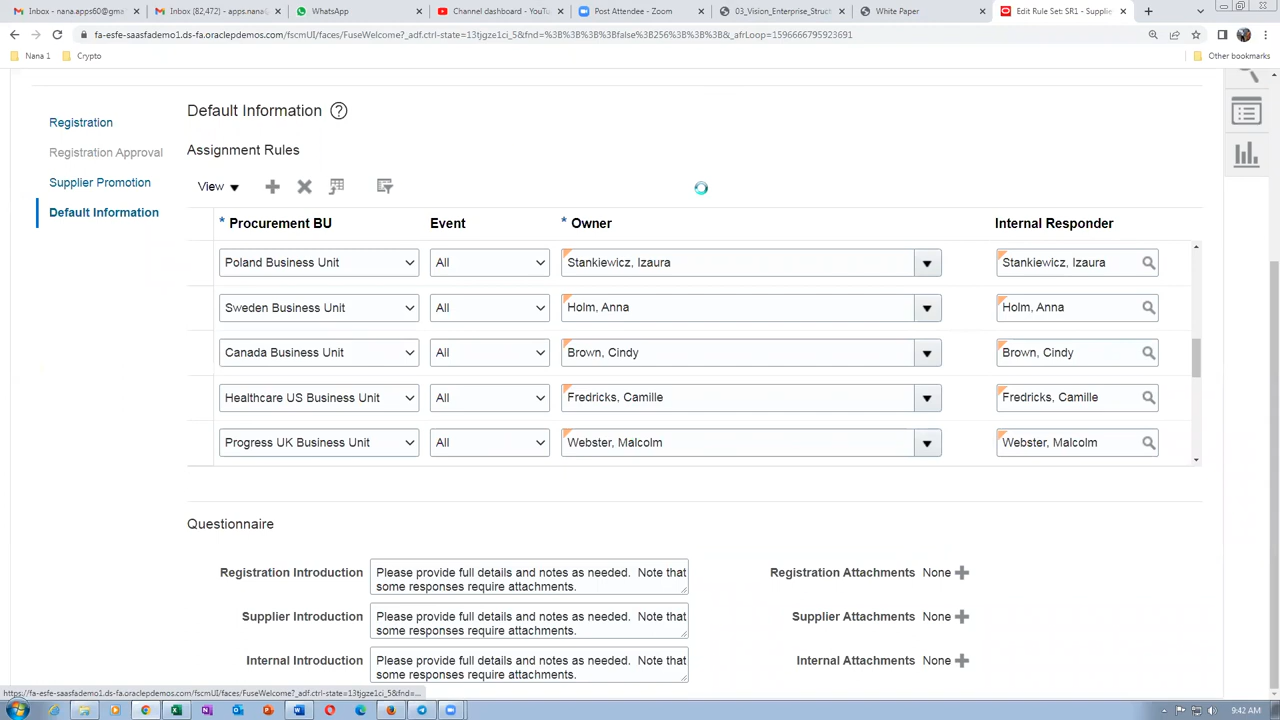 Inbox - nana.apps60@gma
Inbox (82,472) - apps.nana@
WhatsApp
Channel dashboard - YouTu
Post Attendee - Zoom
03_Vision_Enterprise_Struct
White Paper
Edit Rule Set: SR1 - Supplie
fa-esfe-saasfademo1.ds-fa.oraclepdemos.com/fscmUI/faces/FuseWelcome?_adf.ctrl-state=13tjgze1ci_5&fnd=%3B%3B%3B%3Bfalse%3B256%3B%3B%3B&_afrLoop=1596666795923691
Nana 1
Crypto
Other bookmarks
Default Information
Registration
Assignment Rules
Registration Approval
Supplier Promotion
View
Default Information
* Procurement BU
Event
* Owner
Internal Responder
Poland Business Unit
All
Stankiewicz, Izaura
Stankiewicz, Izaura
Sweden Business Unit
All
Holm, Anna
Holm, Anna
Canada Business Unit
All
Brown, Cindy
Brown, Cindy
Healthcare US Business Unit
All
Fredricks, Camille
Fredricks, Camille
Progress UK Business Unit
All
Webster, Malcolm
Webster, Malcolm
Questionnaire
Registration Introduction
Please provide full details and notes as needed. Note that
some responses require attachments.
Registration Attachments None
Supplier Introduction
Please provide full details and notes as needed. Note that
some responses require attachments.
Supplier Attachments None
Internal Introduction
Please provide full details and notes as needed. Note that
some responses require attachments.
Internal Attachments None
https://fa-esfe-saasfademo1.ds-fa.oraclepdemos.com/fscmUI/faces/FuseWelcome?_adf.ctrl-state=13tjgze1ci_5&fnd=...
9:42 AM